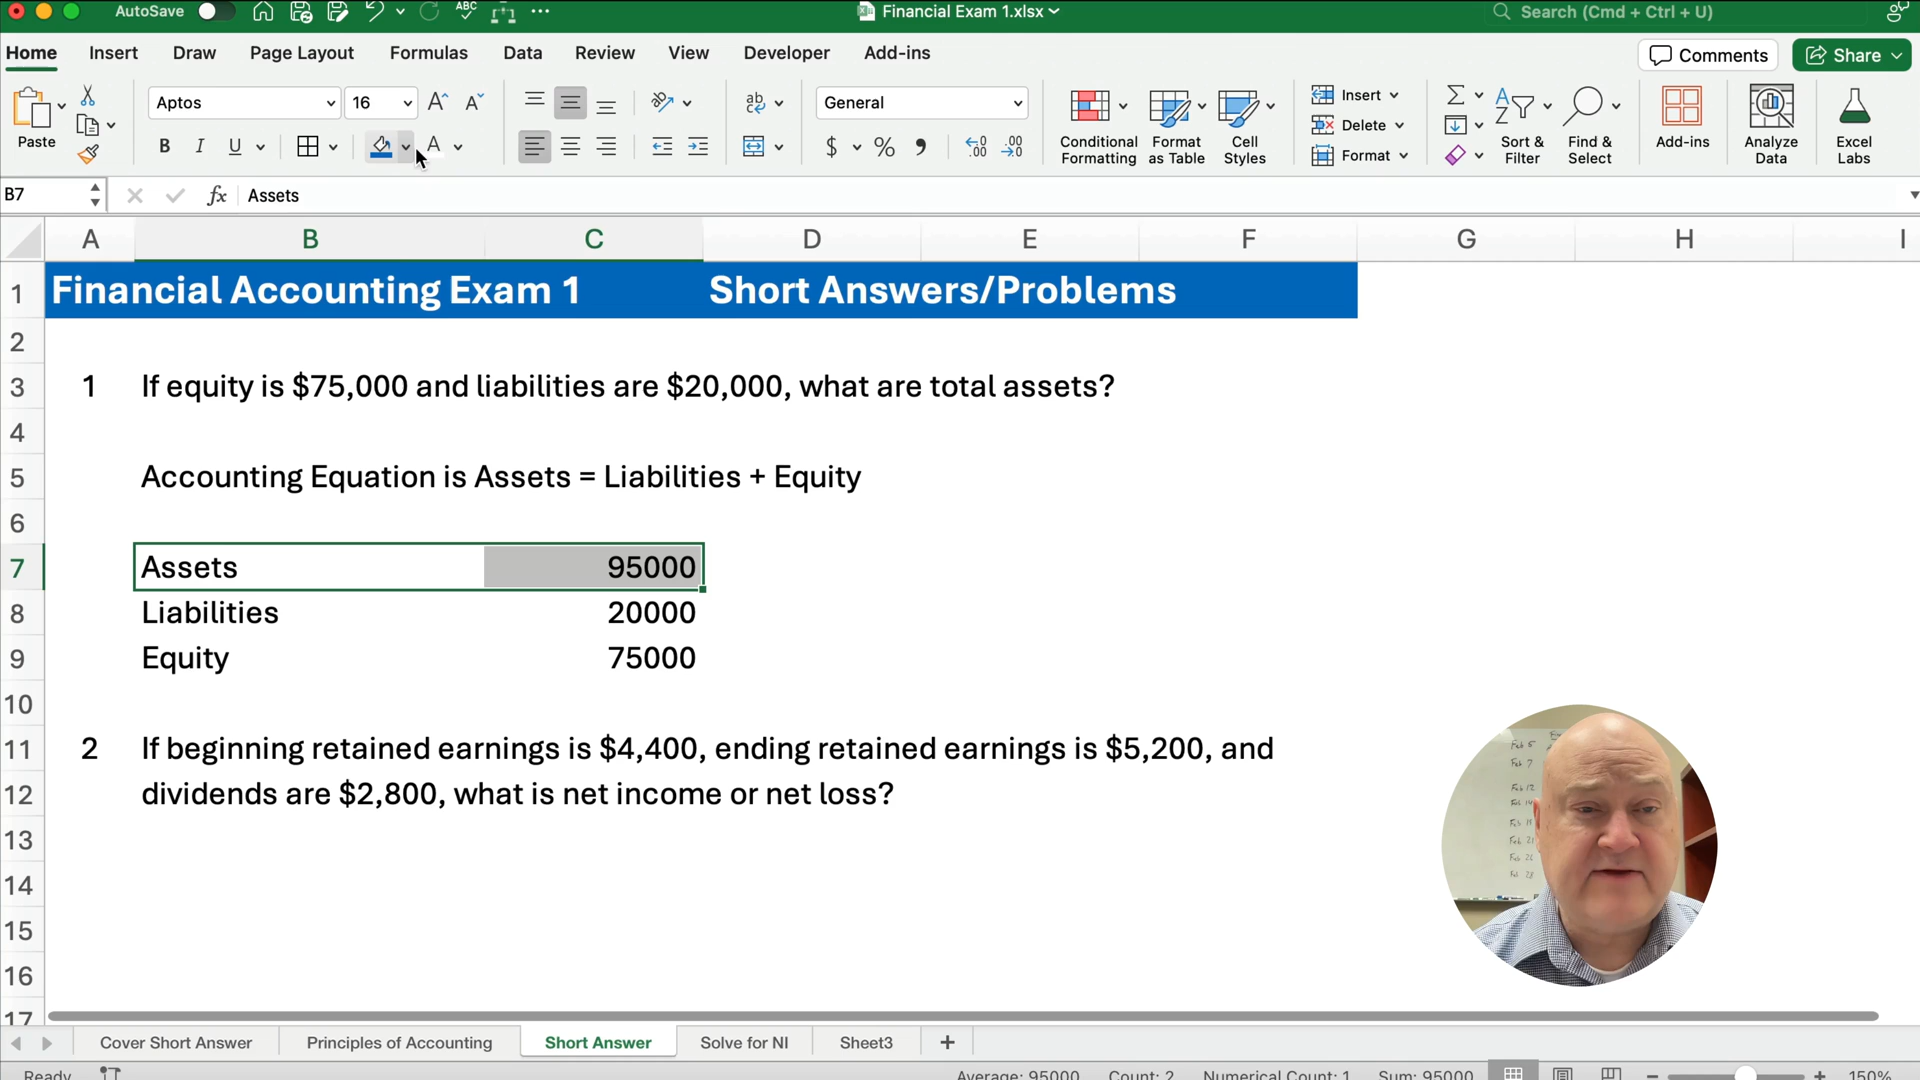 AutoSave
ABC
Financial Exam 1.xlsx
Search (Cmd + Ctrl + U)
Home Insert Draw Page Layout Formulas Data Review View Developer Add-ins
Comments
Share
Paste
Aptos
16
General
Conditional Formatting
Format as Table
Cell Styles
Insert
Delete
Format
Sort & Filter
Find & Select
Add-ins
Analyze Data
Excel Labs
B7
fx
Assets
A B C D E F G H I
1 Financial Accounting Exam 1 Short Answers/Problems
2
3 1 If equity is $75,000 and liabilities are $20,000, what are total assets?
4
5 Accounting Equation is Assets = Liabilities + Equity
6
7 Assets 95000
8 Liabilities 20000
9 Equity 75000
10
11 2 If beginning retained earnings is $4,400, ending retained earnings is $5,200, and
12 dividends are $2,800, what is net income or net loss?
13
14
15
16
17
Cover Short Answer Principles of Accounting Short Answer Solve for NI Sheet3 +
Ready Average: 95000 Count: 2 Numerical Count: 1 Sum: 95000 150%